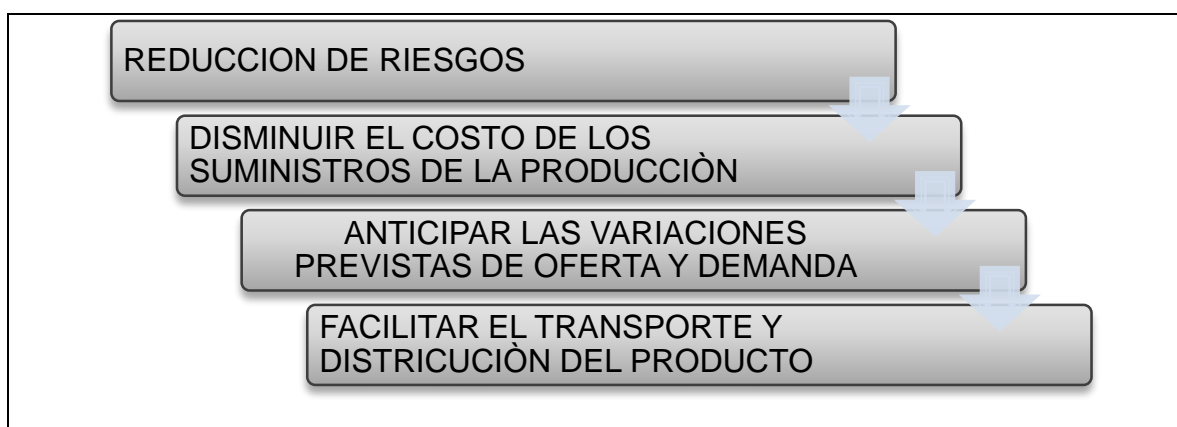 REDUCCION DE RIESGOS
DISMINUIR EL COSTO DE LOS
SUMINISTROS DE LA PRODUCCIÒN
ANTICIPAR LAS VARIACIONES
PREVISTAS DE OFERTA Y DEMANDA
FACILITAR EL TRANSPORTE Y
DISTRICUCIÒN DEL PRODUCTO